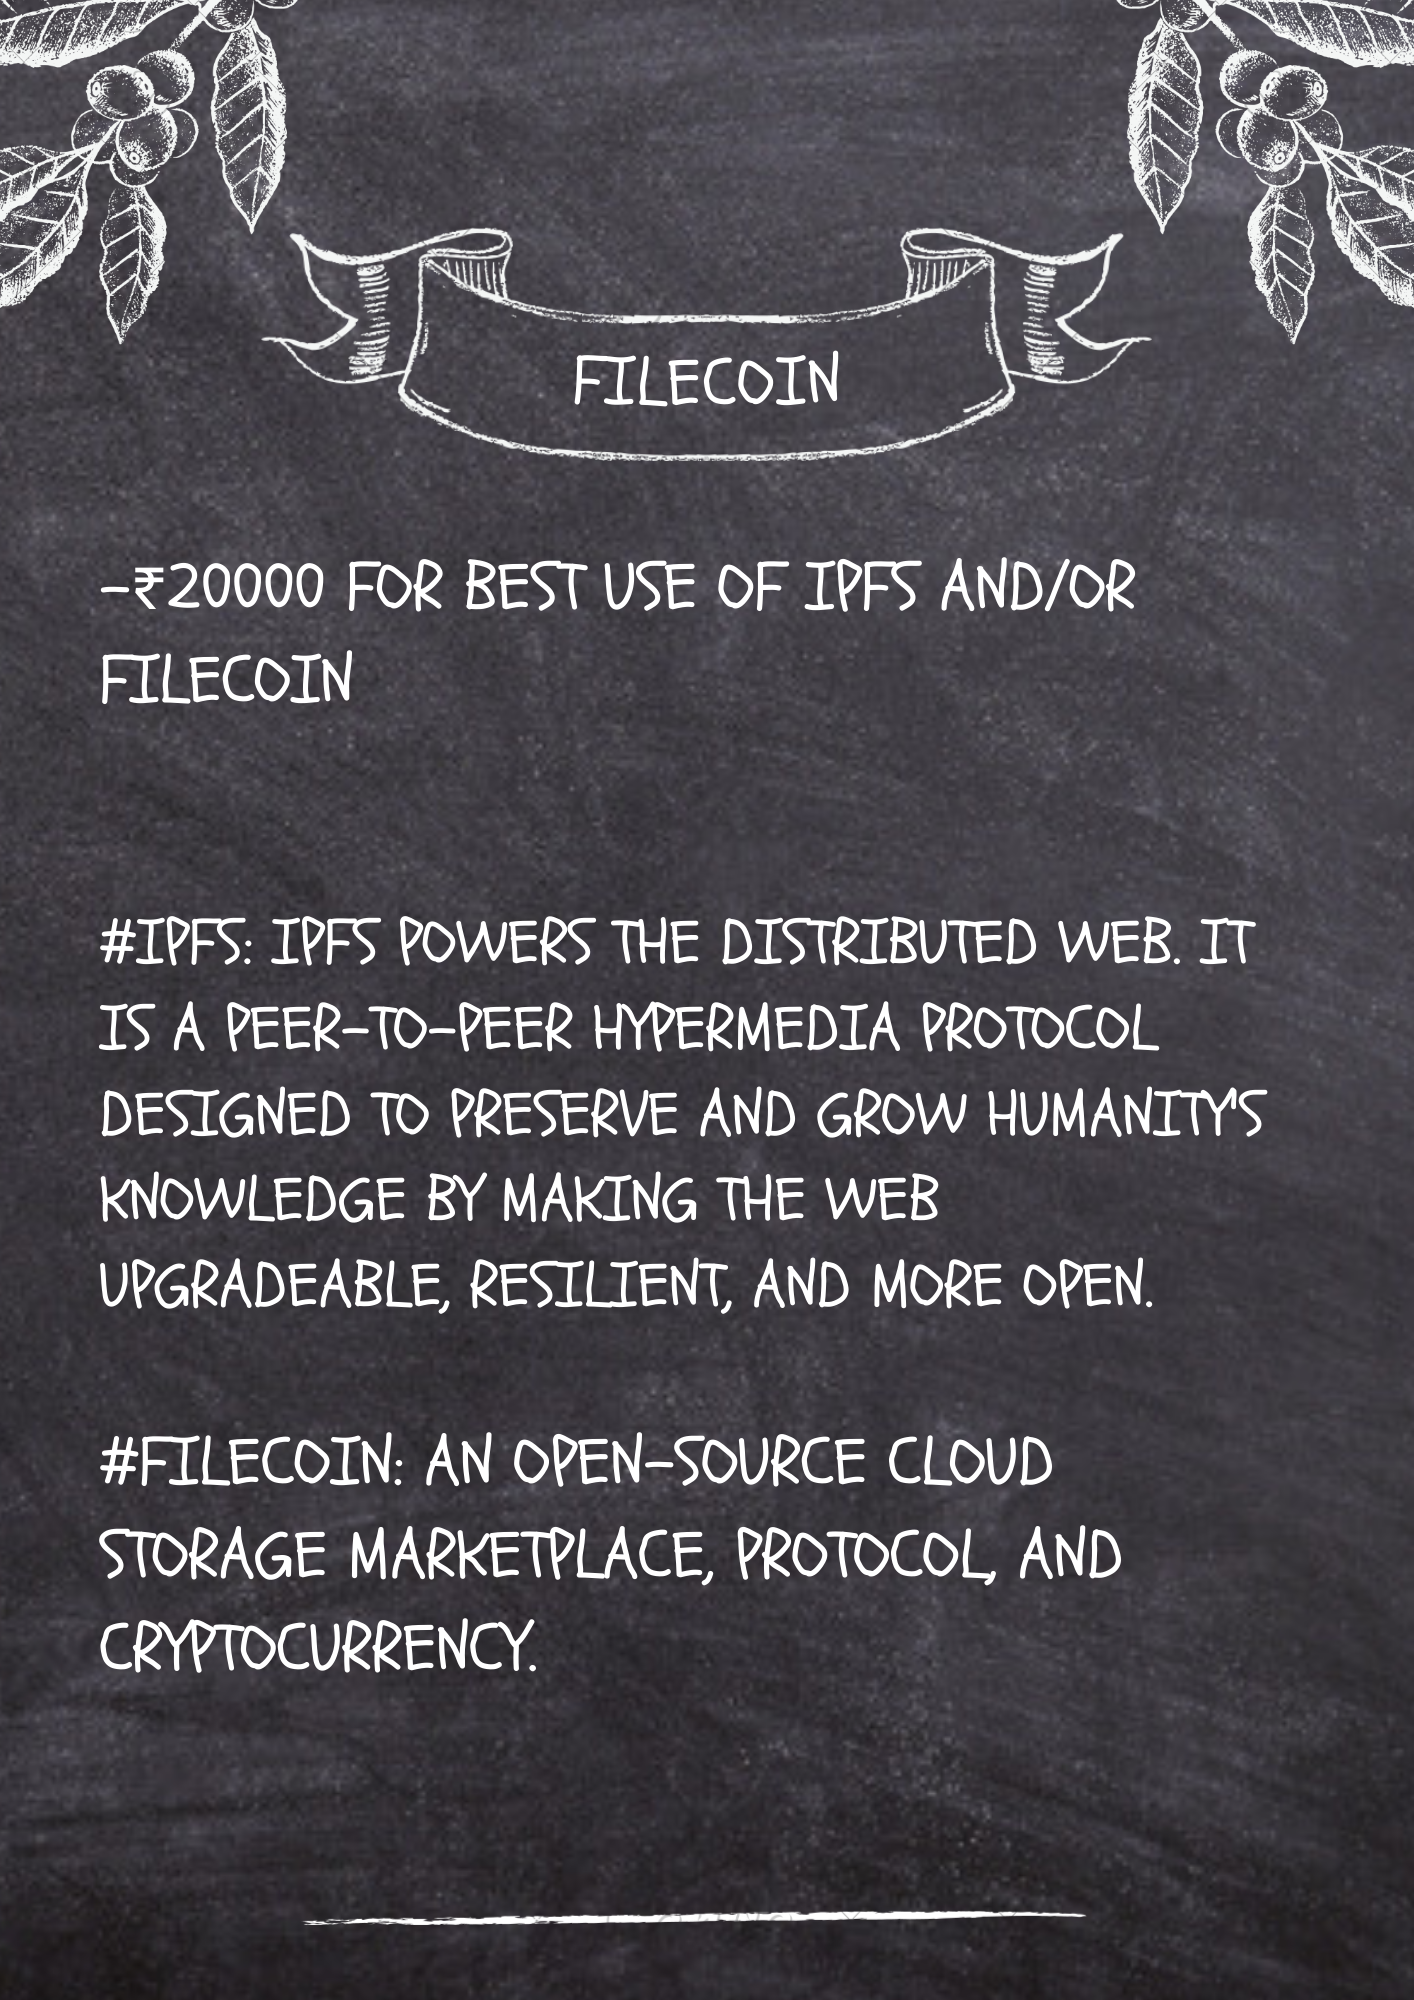 FILECOIN
-₹20000 FOR BEST USE OF IPFS AND/OR
FILECOIN
#IPFS: IPFS POWERS THE DISTRIBUTED WEB. IT
IS A PEER-TO-PEER HYPERMEDIA PROTOCOL
DESIGNED TO PRESERVE AND GROW HUMANITY'S
KNOWLEDGE BY MAKING THE WEB
UPGRADEABLE, RESILIENT, AND MORE OPEN.
#FILECOIN: AN OPEN-SOURCE CLOUD
STORAGE MARKETPLACE, PROTOCOL, AND
CRYPTOCURRENCY.